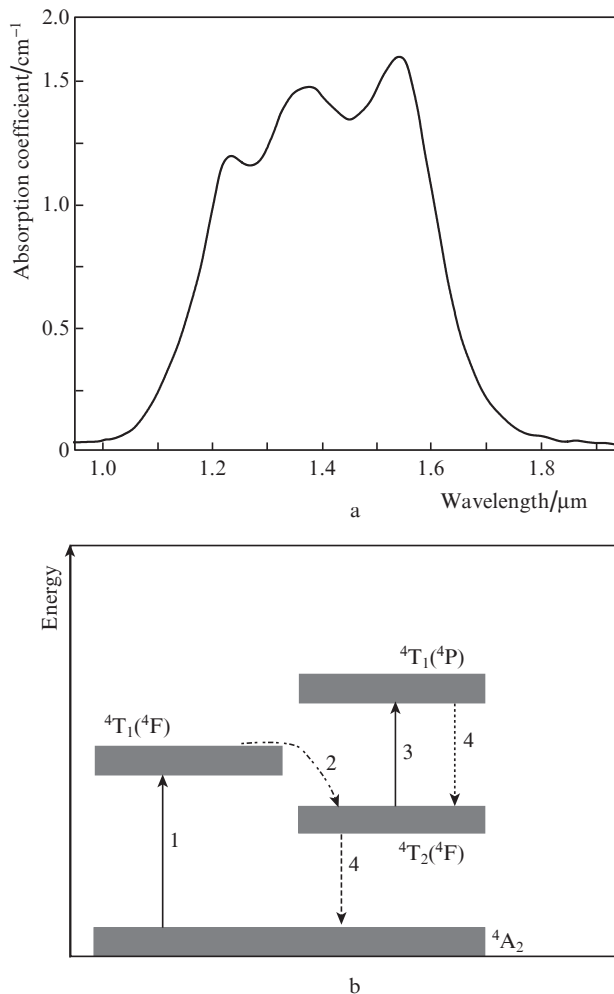 Absorption coefficient/cm⁻¹
2.0
1.5
1.0
0.5
0
1.0
1.2
1.4
1.6
1.8
Wavelength/μm
a
Energy
⁴T₁(⁴P)
⁴T₁(⁴F)
2
3
4
1
4
⁴T₂(⁴F)
⁴A₂
b